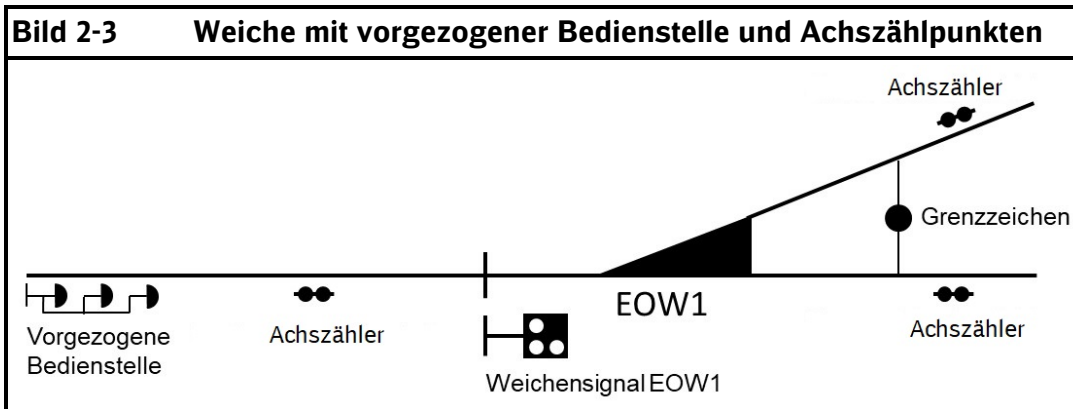 Bild 2-3 Weiche mit vorgezogener Bedienstelle und Achszählpunkten
Achszähler
Grenzzeichen
EOW1
Vorgezogene
Bedienstelle
Achszähler
Achszähler
Weichensignal EOW1